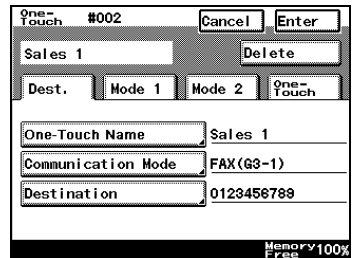 One-Touch #002 Cancel Enter
Sales 1 Delete
Dest. Mode 1 Mode 2 One-Touch
One-Touch Name Sales 1
Communication Mode FAX(G3-1)
Destination 0123456789
Memory Free 100%